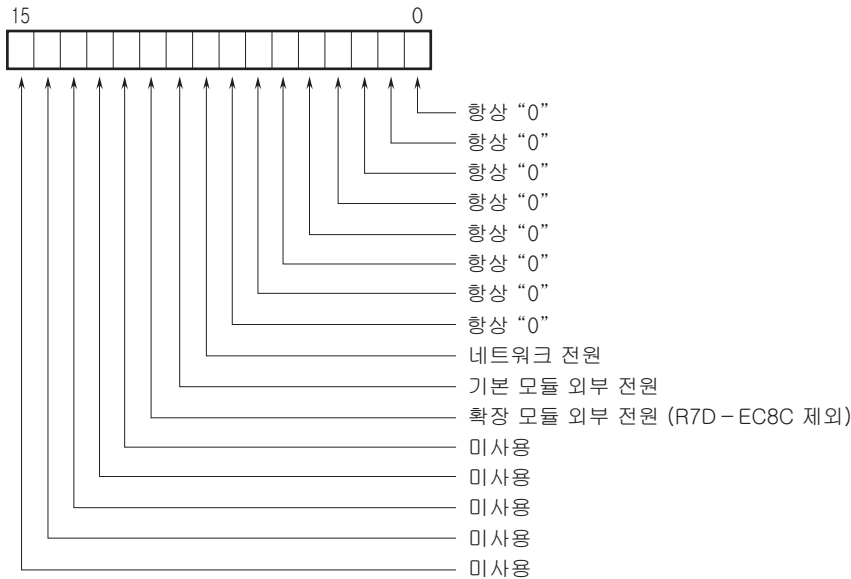 15 0
항상 “0”
항상 “0”
항상 “0”
항상 “0”
항상 “0”
항상 “0”
항상 “0”
항상 “0”
네트워크 전원
기본 모듈 외부 전원
확장 모듈 외부 전원 (R7D－EC8C 제외)
미사용
미사용
미사용
미사용
미사용